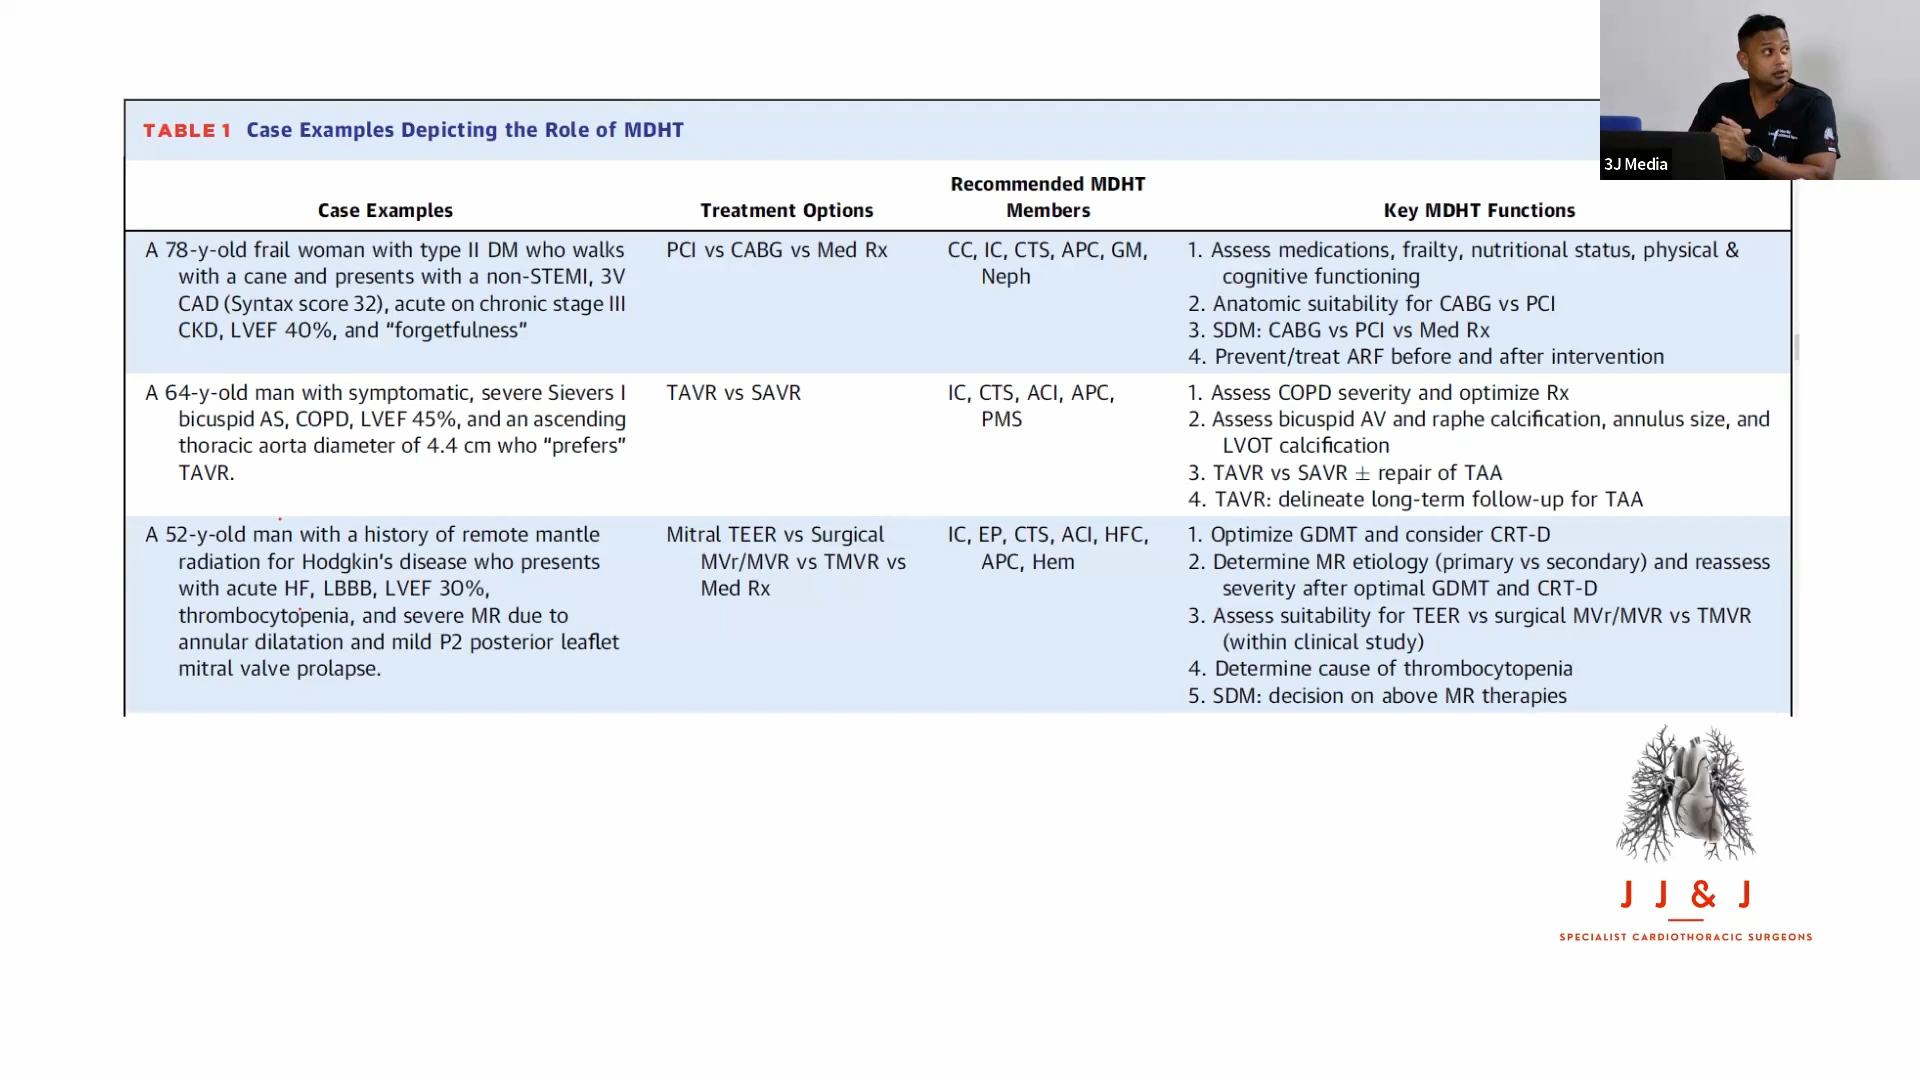 TABLE 1 Case Examples Depicting the Role of MDHT
3J Media
Case Examples
Treatment Options
Recommended MDHT
Members
Key MDHT Functions
A 78-y-old frail woman with type II DM who walks
with a cane and presents with a non-STEMI, 3V
CAD (Syntax score 32), acute on chronic stage III
CKD, LVEF 40%, and “forgetfulness”
PCI vs CABG vs Med Rx
CC, IC, CTS, APC, GM,
Neph
1. Assess medications, frailty, nutritional status, physical &
cognitive functioning
2. Anatomic suitability for CABG vs PCI
3. SDM: CABG vs PCI vs Med Rx
4. Prevent/treat ARF before and after intervention
A 64-y-old man with symptomatic, severe Sievers I
bicuspid AS, COPD, LVEF 45%, and an ascending
thoracic aorta diameter of 4.4 cm who “prefers”
TAVR.
TAVR vs SAVR
IC, CTS, ACI, APC,
PMS
1. Assess COPD severity and optimize Rx
2. Assess bicuspid AV and raphe calcification, annulus size, and
LVOT calcification
3. TAVR vs SAVR ± repair of TAA
4. TAVR: delineate long-term follow-up for TAA
A 52-y-old man with a history of remote mantle
radiation for Hodgkin’s disease who presents
with acute HF, LBBB, LVEF 30%,
thrombocytopenia, and severe MR due to
annular dilatation and mild P2 posterior leaflet
mitral valve prolapse.
Mitral TEER vs Surgical
MVr/MVR vs TMVR vs
Med Rx
IC, EP, CTS, ACI, HFC,
APC, Hem
1. Optimize GDMT and consider CRT-D
2. Determine MR etiology (primary vs secondary) and reassess
severity after optimal GDMT and CRT-D
3. Assess suitability for TEER vs surgical MVr/MVR vs TMVR
(within clinical study)
4. Determine cause of thrombocytopenia
5. SDM: decision on above MR therapies
J J & J
SPECIALIST CARDIOTHORACIC SURGEONS